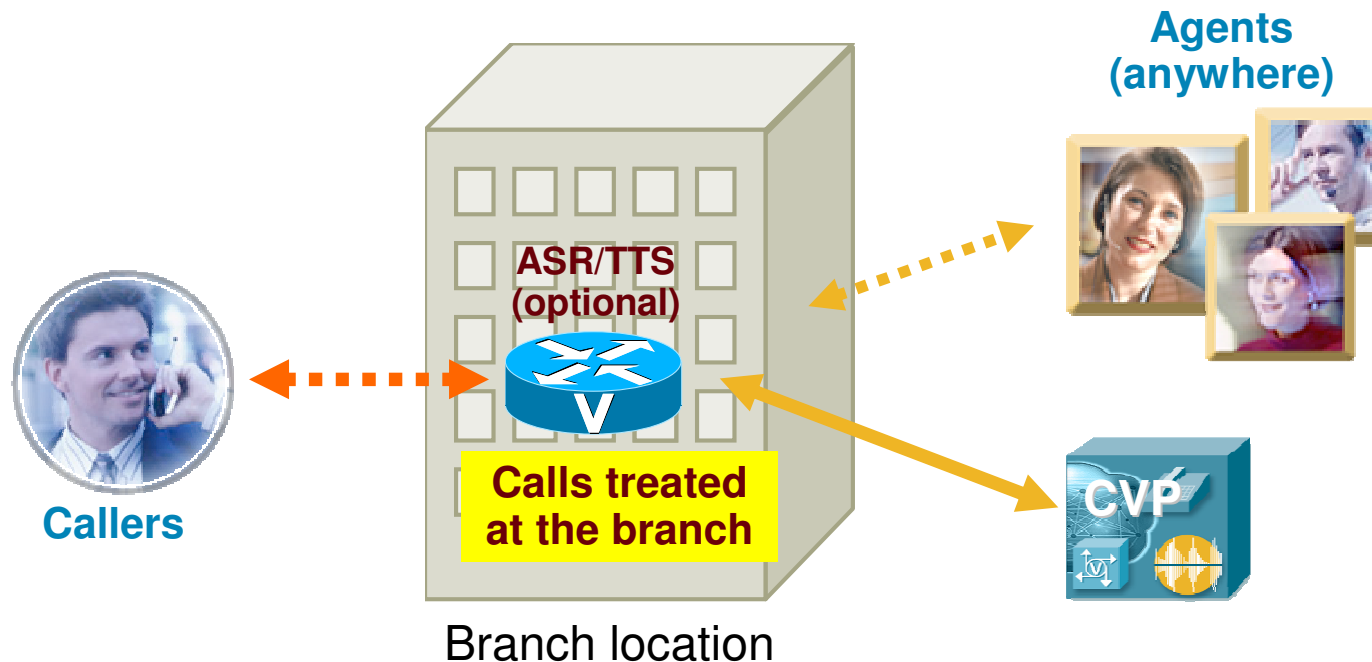 Agents
(anywhere)
ASR/TTS
(optional)
V
Calls treated
at the branch
Callers
CVP
V
Branch location